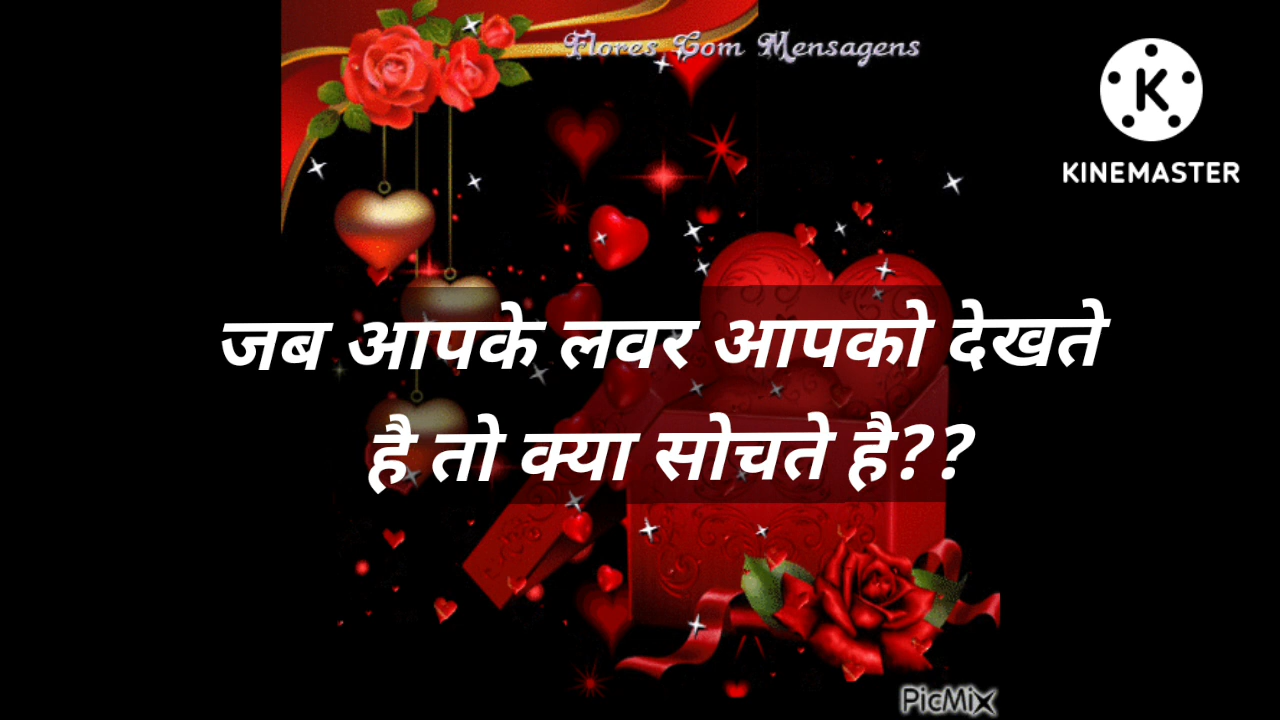 Flores Com Mensagens
K
KINEMASTER
जब आपके लवर आपको देखते
है तो क्या सोचते है??
PicMix